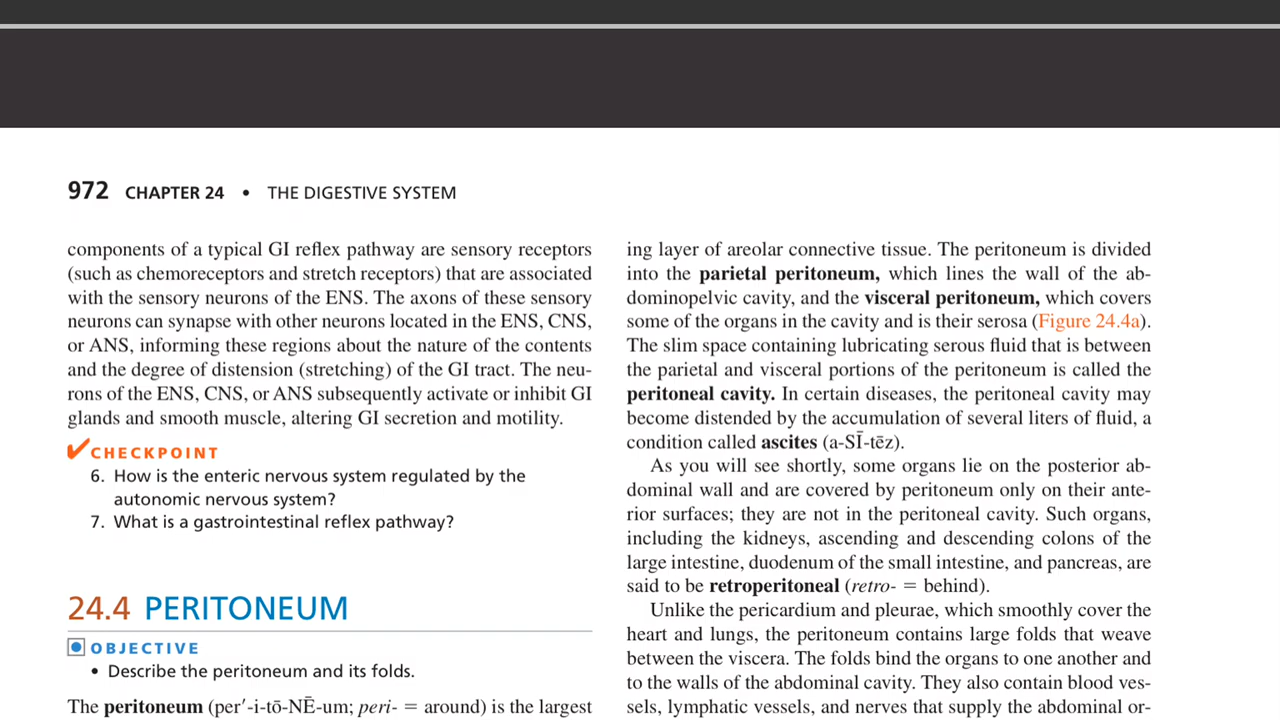 972 CHAPTER 24 • THE DIGESTIVE SYSTEM
components of a typical GI reflex pathway are sensory receptors
(such as chemoreceptors and stretch receptors) that are associated
with the sensory neurons of the ENS. The axons of these sensory
neurons can synapse with other neurons located in the ENS, CNS,
or ANS, informing these regions about the nature of the contents
and the degree of distension (stretching) of the GI tract. The neu-
rons of the ENS, CNS, or ANS subsequently activate or inhibit GI
glands and smooth muscle, altering GI secretion and motility.
CHECKPOINT
6. How is the enteric nervous system regulated by the
autonomic nervous system?
7. What is a gastrointestinal reflex pathway?
24.4 PERITONEUM
OBJECTIVE
• Describe the peritoneum and its folds.
The peritoneum (per′-i-tō-NĒ-um; peri- = around) is the largest
ing layer of areolar connective tissue. The peritoneum is divided
into the parietal peritoneum, which lines the wall of the ab-
dominopelvic cavity, and the visceral peritoneum, which covers
some of the organs in the cavity and is their serosa (Figure 24.4a).
The slim space containing lubricating serous fluid that is between
the parietal and visceral portions of the peritoneum is called the
peritoneal cavity. In certain diseases, the peritoneal cavity may
become distended by the accumulation of several liters of fluid, a
condition called ascites (a-SĪ-tēz).
As you will see shortly, some organs lie on the posterior ab-
dominal wall and are covered by peritoneum only on their ante-
rior surfaces; they are not in the peritoneal cavity. Such organs,
including the kidneys, ascending and descending colons of the
large intestine, duodenum of the small intestine, and pancreas, are
said to be retroperitoneal (retro- = behind).
Unlike the pericardium and pleurae, which smoothly cover the
heart and lungs, the peritoneum contains large folds that weave
between the viscera. The folds bind the organs to one another and
to the walls of the abdominal cavity. They also contain blood ves-
sels, lymphatic vessels, and nerves that supply the abdominal or-